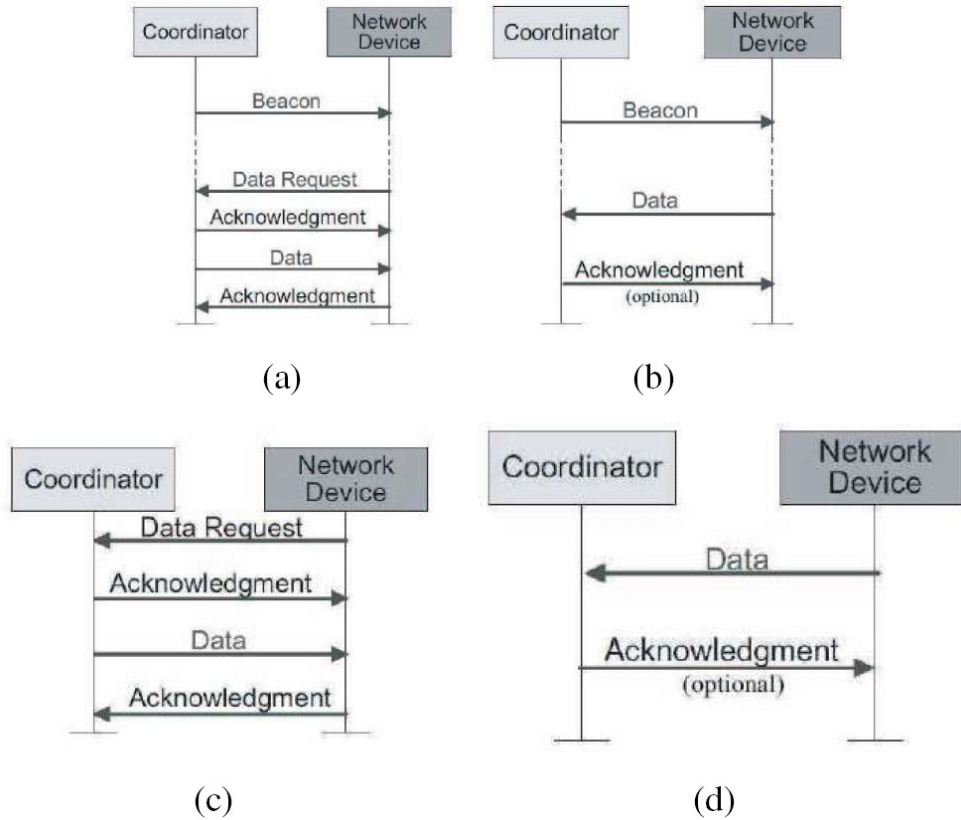 Coordinator
Network
Device
Beacon
Data Request
Acknowledgment
Data
Acknowledgment
(a)
Coordinator
Network
Device
Beacon
Data
Acknowledgment
(optional)
(b)
Coordinator
Network
Device
Data Request
Acknowledgment
Data
Acknowledgment
(c)
Coordinator
Network
Device
Data
Acknowledgment
(optional)
(d)